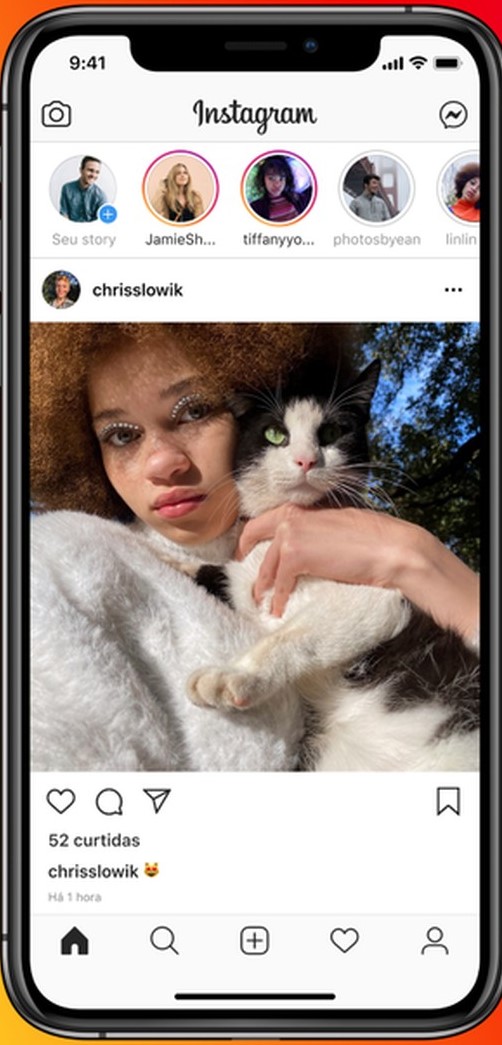 9:41
Instagram
Seu story
JamieSh...
tiffanyyo...
photosbyean
linlin
chrisslowik
52 curtidas
chrisslowik 😻
Há 1 hora